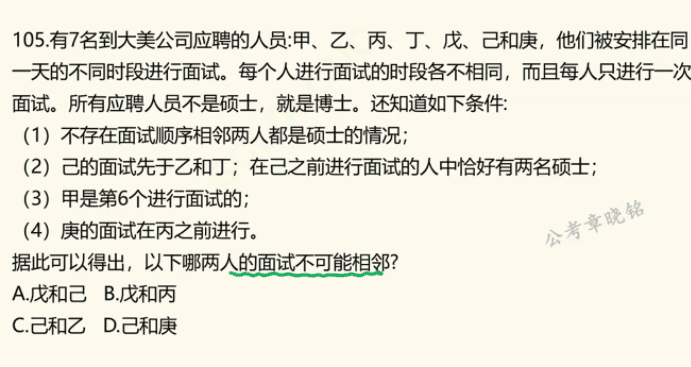 105.有7名到大美公司应聘的人员:甲、乙、丙、丁、戊、己和庚，他们被安排在同
一天的不同时段进行面试。每个人进行面试的时段各不相同，而且每人只进行一次
面试。所有应聘人员不是硕士，就是博士。还知道如下条件:
（1）不存在面试顺序相邻两人都是硕士的情况；
（2）己的面试先于乙和丁；在己之前进行面试的人中恰好有两名硕士；
（3）甲是第6个进行面试的；
（4）庚的面试在丙之前进行。
公考章晓铭
据此可以得出，以下哪两人的面试不可能相邻?
A.戊和己 B.戊和丙
C.己和乙 D.己和庚